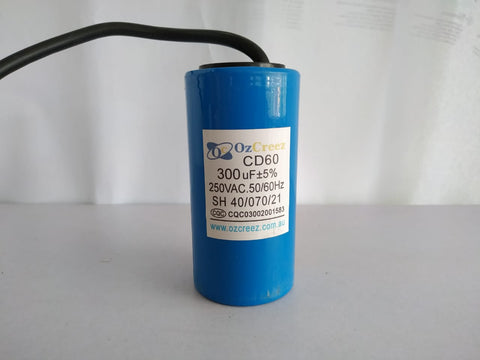 OzCreez
CD60
300uF±5%
250VAC.50/60Hz
SH 40/070/21
CQC CQC03002001583
www.ozcreez.com.au